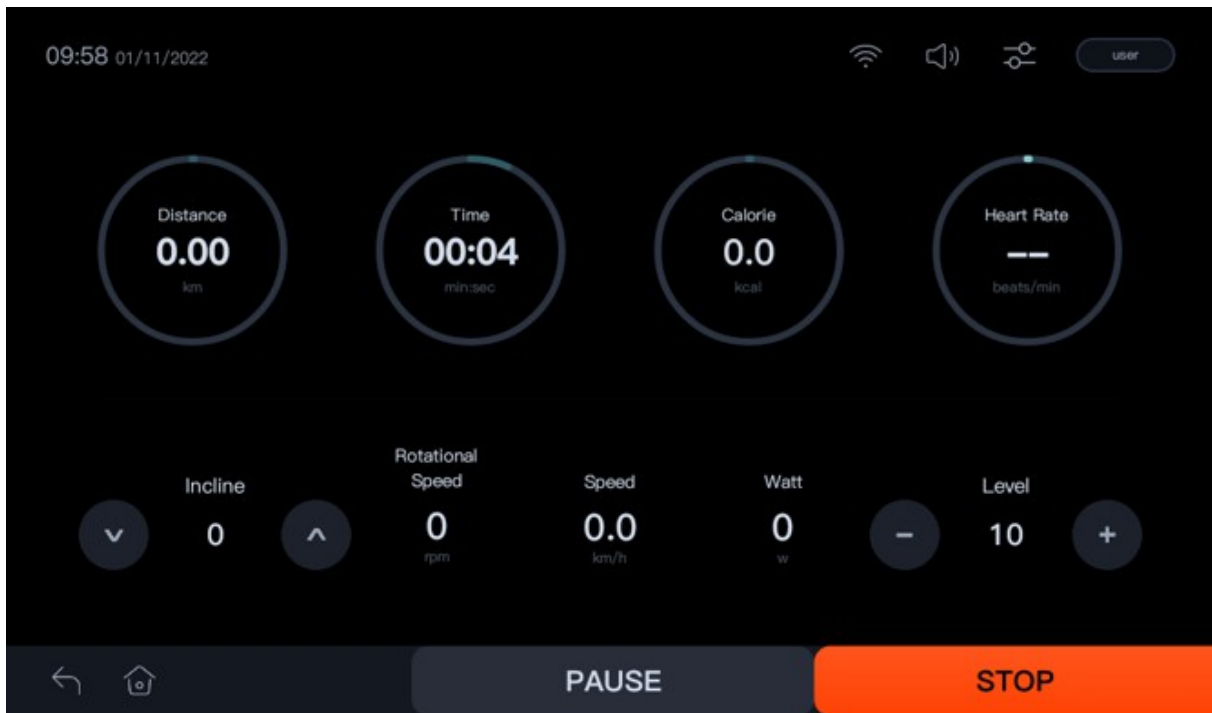 09:58 01/11/2022
user
Distance
0.00
km
Time
00:04
min:sec
Calorie
0.0
kcal
Heart Rate
--
beats/min
Incline
0
Rotational
Speed
0
rpm
Speed
0.0
km/h
Watt
0
w
Level
10
PAUSE
STOP